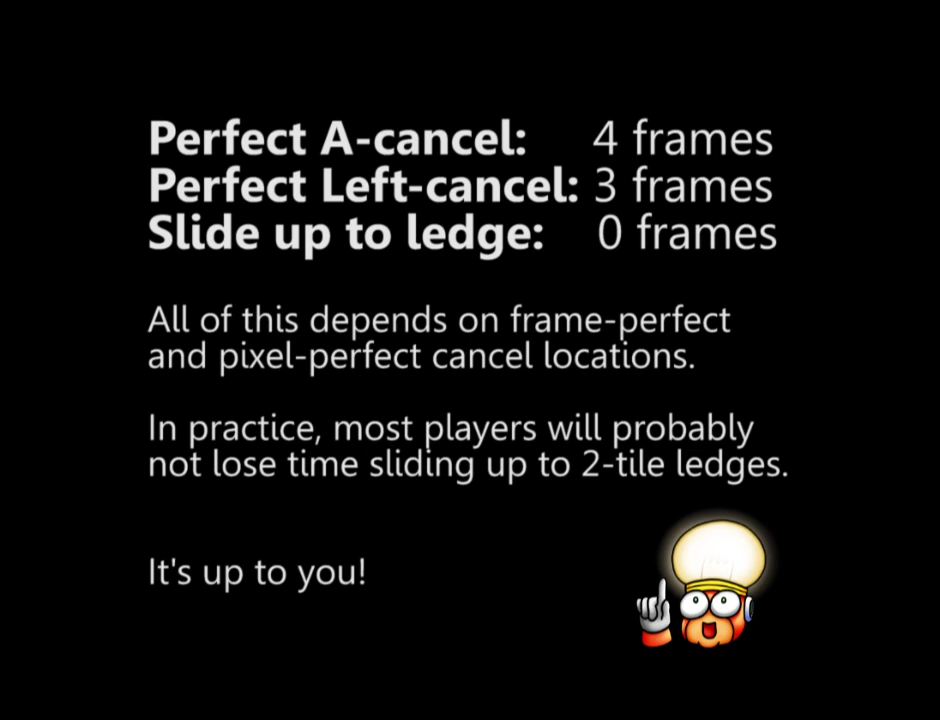 Perfect A-cancel: 4 frames
Perfect Left-cancel: 3 frames
Slide up to ledge: 0 frames
All of this depends on frame-perfect
and pixel-perfect cancel locations.
In practice, most players will probably
not lose time sliding up to 2-tile ledges.
It's up to you!